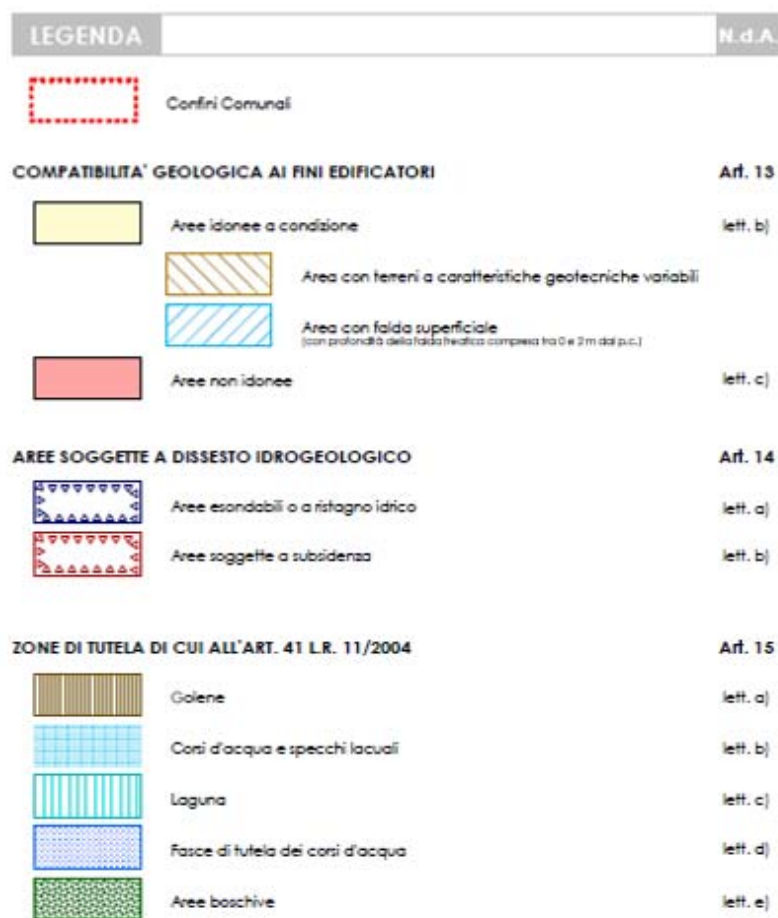 LEGENDA N.d.A.
Confini Comunali
COMPATIBILITA' GEOLOGICA AI FINI EDIFICATORI Art. 13
Aree idonee a condizione lett. b)
Area con terreni a caratteristiche geotecniche variabili
Area con falda superficiale
(con profondità della falda freatica compresa tra 0 e 2 m dal p.c.)
Aree non idonee lett. c)
AREE SOGGETTE A DISSESTO IDROGEOLOGICO Art. 14
Aree esondabili o a ristagno idrico lett. a)
Aree soggette a subsidenza lett. b)
ZONE DI TUTELA DI CUI ALL'ART. 41 L.R. 11/2004 Art. 15
Golene lett. a)
Corsi d'acqua e specchi lacuali lett. b)
Laguna lett. c)
Fasce di tutela dei corsi d'acqua lett. d)
Aree boschive lett. e)